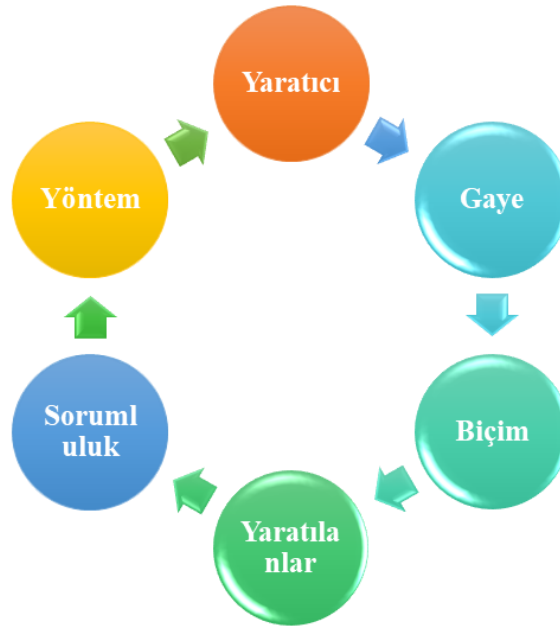 Yaratıcı
Gaye
Biçim
Yaratıla
nlar
Soruml
uluk
Yöntem